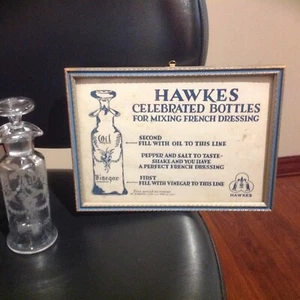 HAWKES
CELEBRATED BOTTLES
FOR MIXING FRENCH DRESSING
SECOND
FILL WITH OIL TO THIS LINE
PEPPER AND SALT TO TASTE-
SHAKE AND YOU HAVE
A PERFECT FRENCH DRESSING
FIRST
FILL WITH VINEGAR TO THIS LINE
Oil
Vinegar
HAWKES